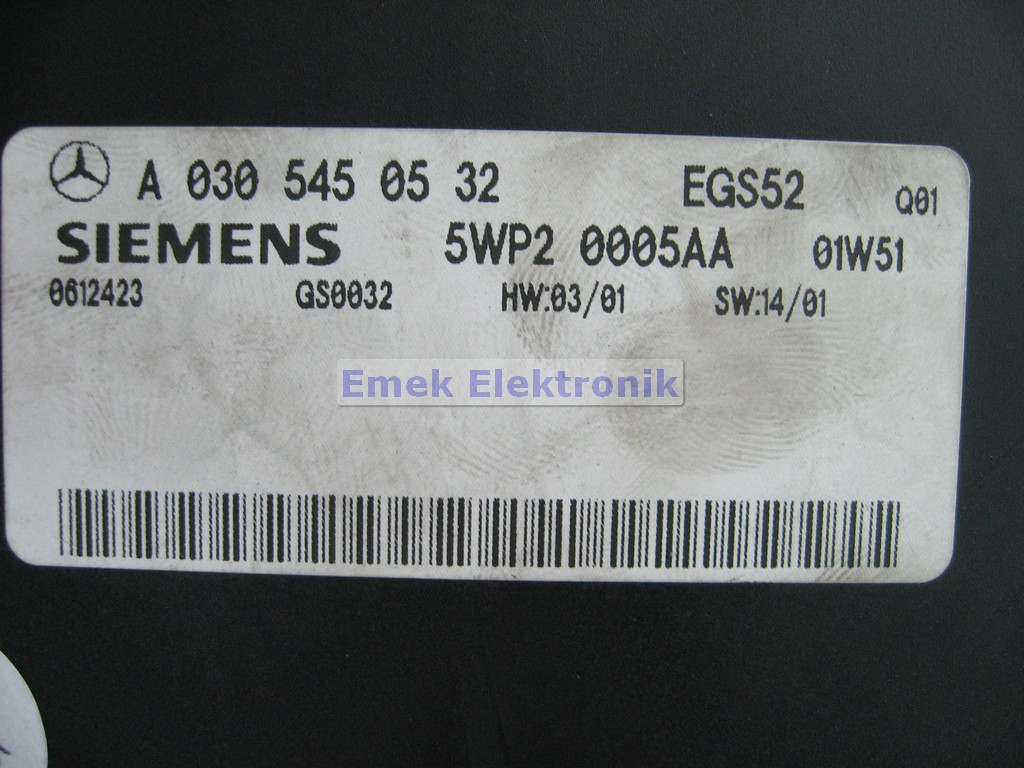 A 030 545 05 32 EGS52 Q01
SIEMENS 5WP2 0005AA 01W51
0612423 GS0032 HW:03/01 SW:14/01
Emek Elektronik